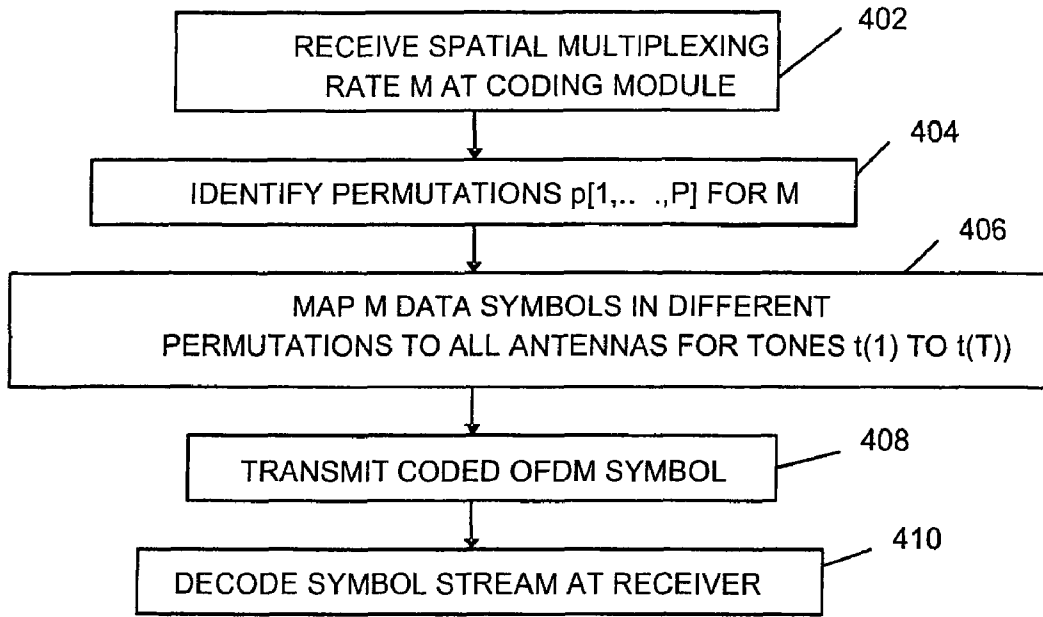 402
RECEIVE SPATIAL MULTIPLEXING
RATE M AT CODING MODULE
404
IDENTIFY PERMUTATIONS p[1,.. .,P] FOR M
406
MAP M DATA SYMBOLS IN DIFFERENT
PERMUTATIONS TO ALL ANTENNAS FOR TONES t(1) TO t(T))
408
TRANSMIT CODED OFDM SYMBOL
410
DECODE SYMBOL STREAM AT RECEIVER